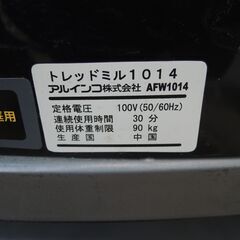 トレッドミル1014
アルインコ株式会社 AFW1014
定格電圧 100V(50/60Hz)
連続使用時間 30 分
使用体重制限 90 kg
生産国 中国
用